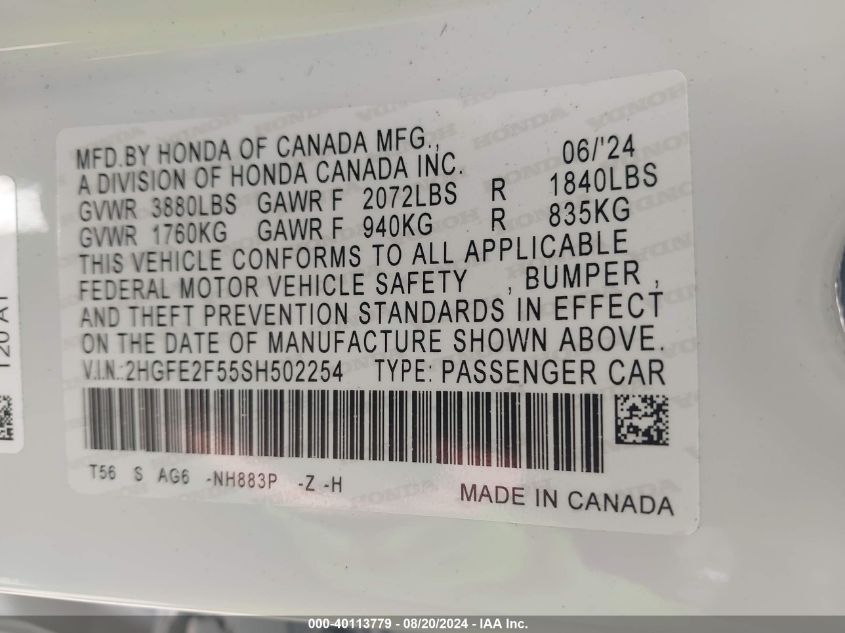 MFD.BY HONDA OF CANADA MFG.,
A DIVISION OF HONDA CANADA INC. 06/'24
GVWR 3880LBS GAWR F 2072LBS R 1840LBS
GVWR 1760KG GAWR F 940KG R 835KG
THIS VEHICLE CONFORMS TO ALL APPLICABLE
FEDERAL MOTOR VEHICLE SAFETY , BUMPER ,
AND THEFT PREVENTION STANDARDS IN EFFECT
ON THE DATE OF MANUFACTURE SHOWN ABOVE.
V.I.N.:2HGFE2F55SH502254 TYPE: PASSENGER CAR
T56 S AG6 -NH883P -Z -H
MADE IN CANADA
120 A1
000-40113779 — 08/20/2024 — IAA Inc.